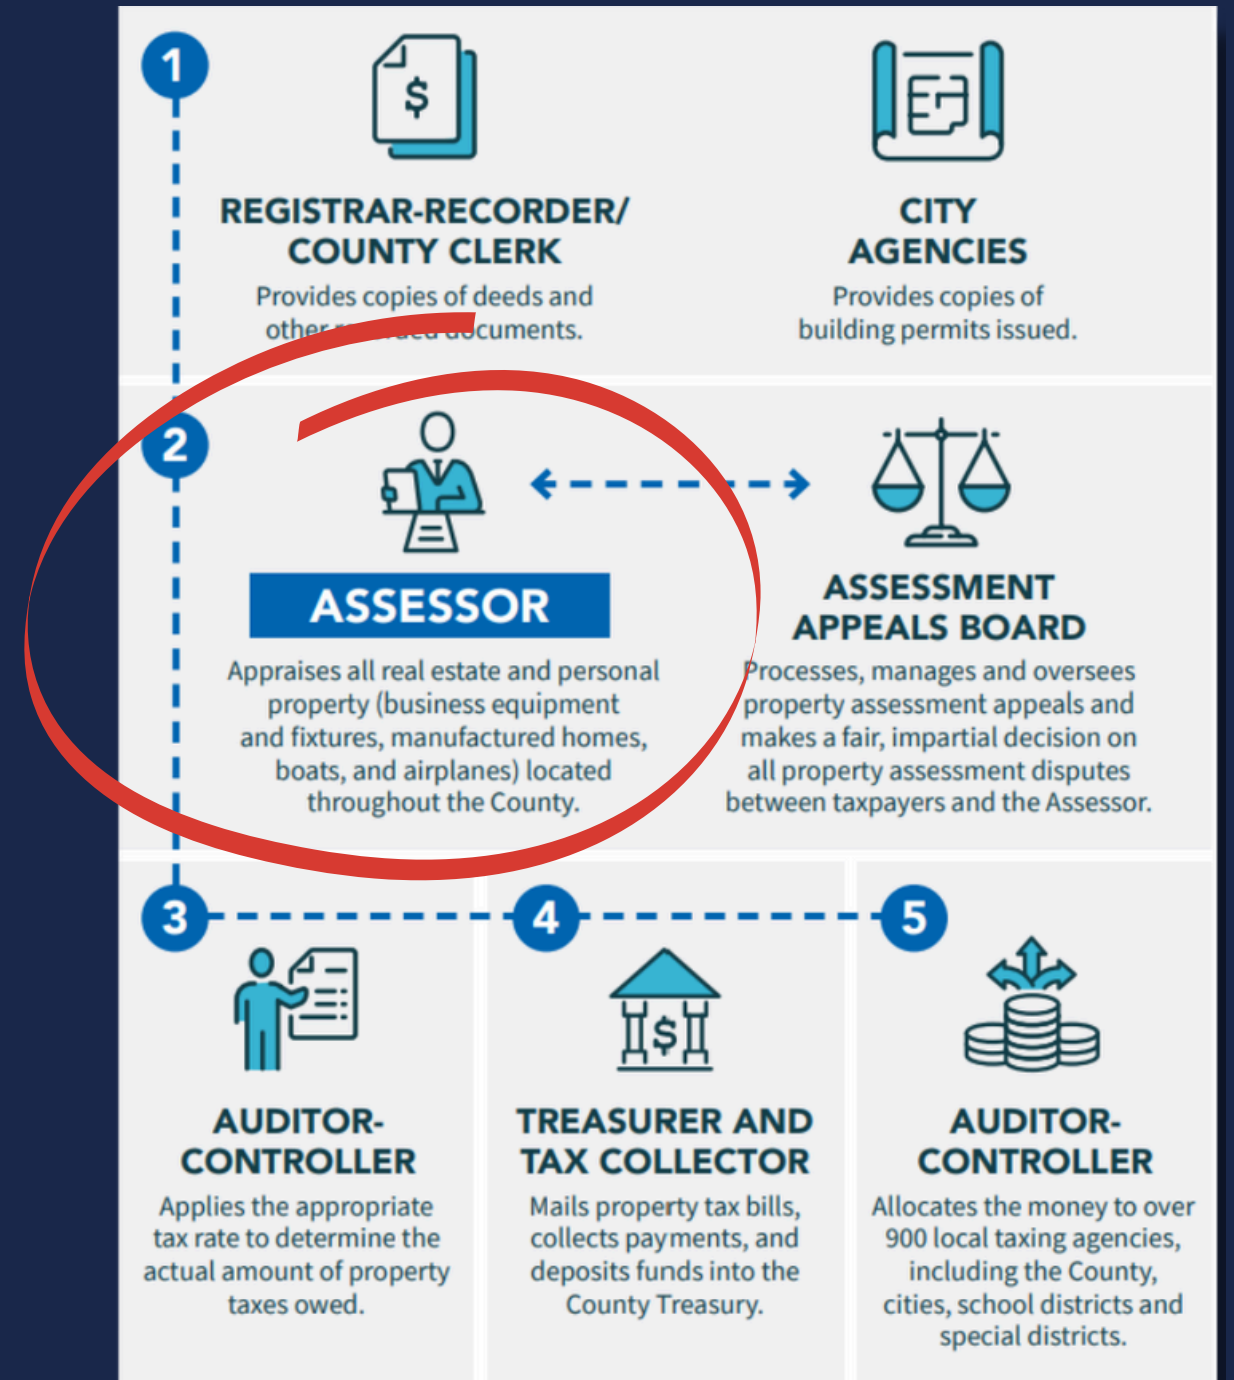 1
$
REGISTRAR-RECORDER/
COUNTY CLERK
Provides copies of deeds and
other documents.
CITY
AGENCIES
Provides copies of
building permits issued.
2
ASSESSOR
Appraises all real estate and personal
property (business equipment
and fixtures, manufactured homes,
boats, and airplanes) located
throughout the County.
ASSESSMENT
APPEALS BOARD
Processes, manages and oversees
property assessment appeals and
makes a fair, impartial decision on
all property assessment disputes
between taxpayers and the Assessor.
3
AUDITOR-
CONTROLLER
Applies the appropriate
tax rate to determine the
actual amount of property
taxes owed.
4
$
TREASURER AND
TAX COLLECTOR
Mails property tax bills,
collects payments, and
deposits funds into the
County Treasury.
5
AUDITOR-
CONTROLLER
Allocates the money to over
900 local taxing agencies,
including the County,
cities, school districts and
special districts.